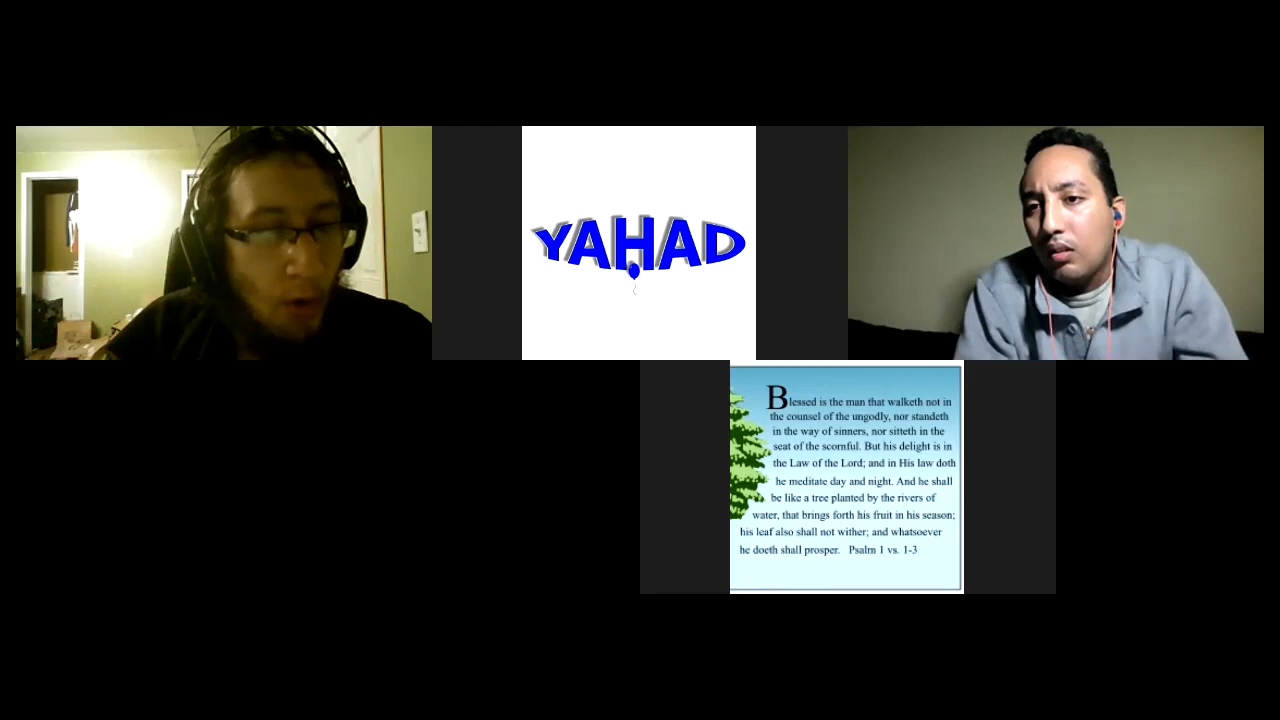 YAHAD
Blessed is the man that walketh not in
the counsel of the ungodly, nor standeth
in the way of sinners, nor sitteth in the
seat of the scornful. But his delight is in
the Law of the Lord; and in His law doth
he meditate day and night. And he shall
be like a tree planted by the rivers of
water, that brings forth his fruit in his season;
his leaf also shall not wither; and whatsoever
he doeth shall prosper. Psalm 1 vs. 1-3